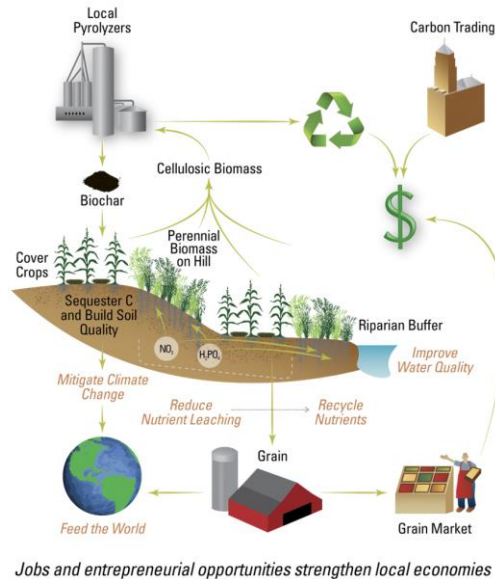 Local
Pyrolyzers
Carbon Trading
Cellulosic Biomass
Biochar
$
Perennial
Biomass
on Hill
Cover
Crops
Sequester C
and Build Soil
Quality
Riparian Buffer
NO₃
H₂PO₄
Improve
Water Quality
Mitigate Climate
Change
Reduce
Nutrient Leaching
Recycle
Nutrients
Grain
Feed the World
Grain Market
Jobs and entrepreneurial opportunities strengthen local economies